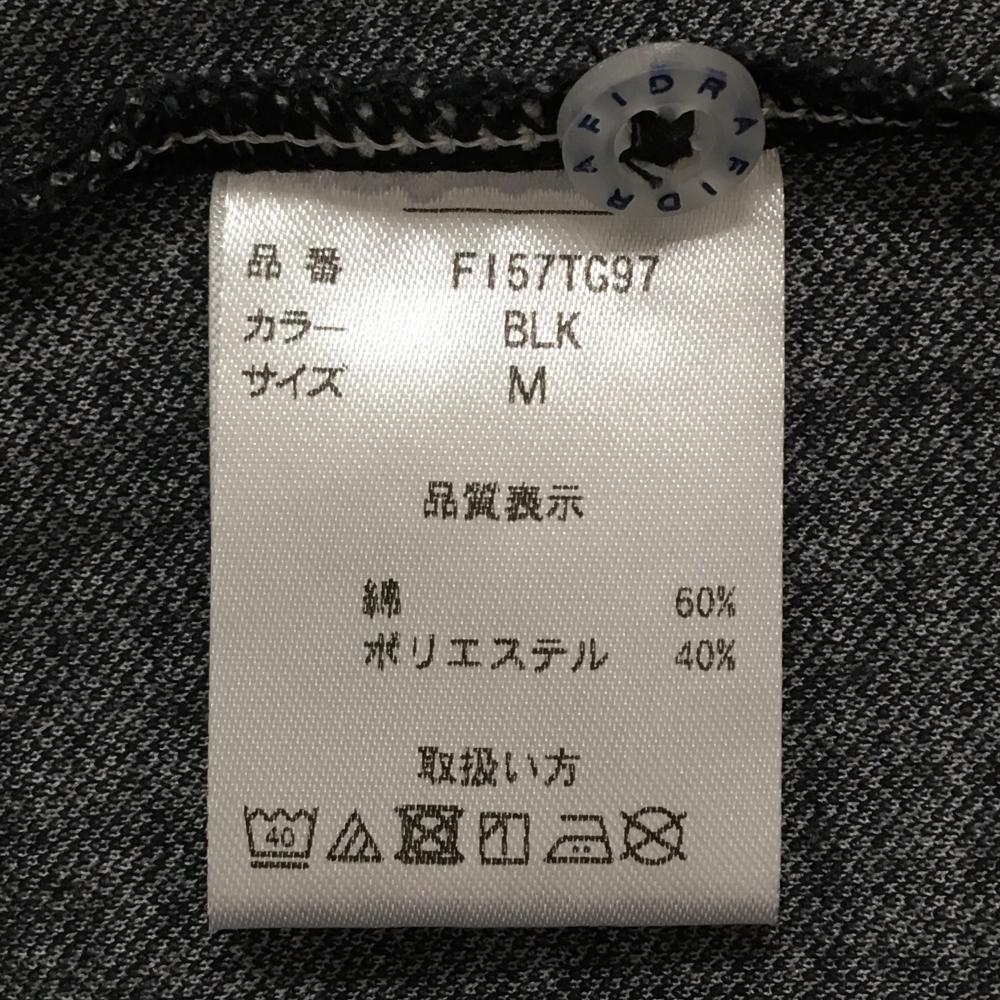 FIDRA FIDRA
品 番 FI57TG97
カラー BLK
サイズ M
品質表示
綿 60%
ポリエステル 40%
取扱い方
40